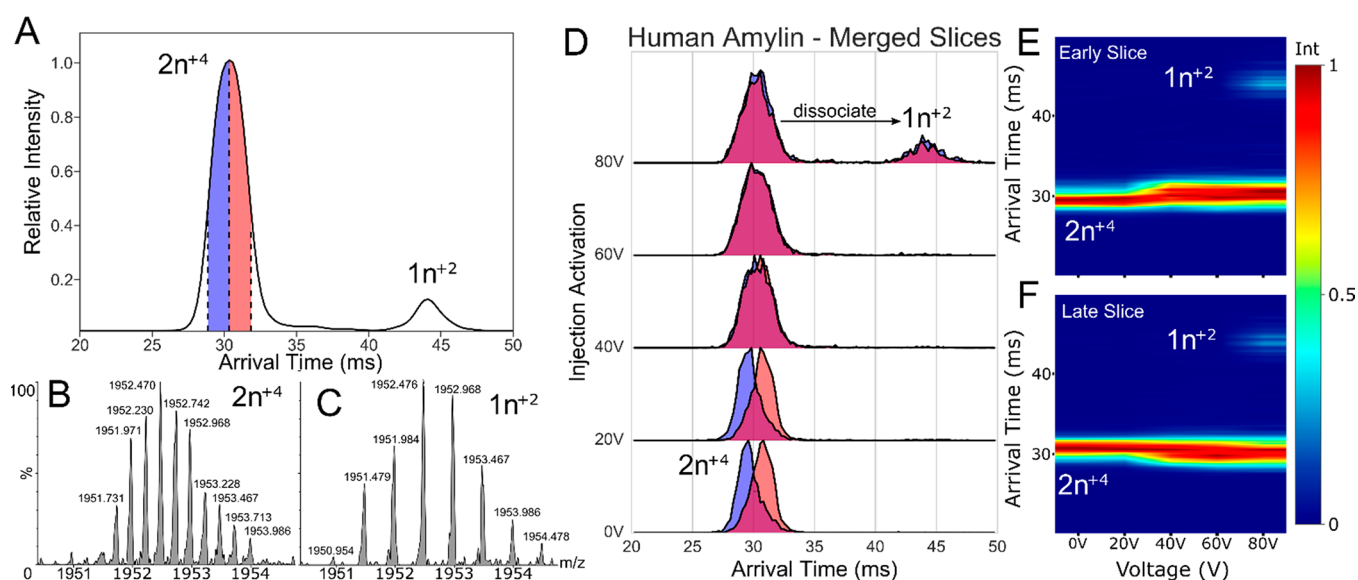 A
2n+4
1.0
0.8
0.6
0.4
0.2
Relative Intensity
1n+2
20 25 30 35 40 45 50
Arrival Time (ms)
B
2n+4
100
%
0
1952.470
1952.230
1952.742
1951.971
1952.968
1951.731
1953.228
1953.467
1953.713
1953.986
1951 1952 1953 1954
C
1n+2
1952.476
1952.968
1951.984
1951.479
1953.467
1953.986
1950.954
1954.478
1951 1952 1953 1954
m/z
D
Human Amylin - Merged Slices
dissociate
1n+2
80V
60V
40V
20V
2n+4
0V
Injection Activation
20 25 30 35 40 45 50
Arrival Time (ms)
E
Early Slice
1n+2
40
30
2n+4
Arrival Time (ms)
F
Late Slice
1n+2
40
30
2n+4
Arrival Time (ms)
0V 20V 40V 60V 80V
Voltage (V)
Int
1
0.5
0